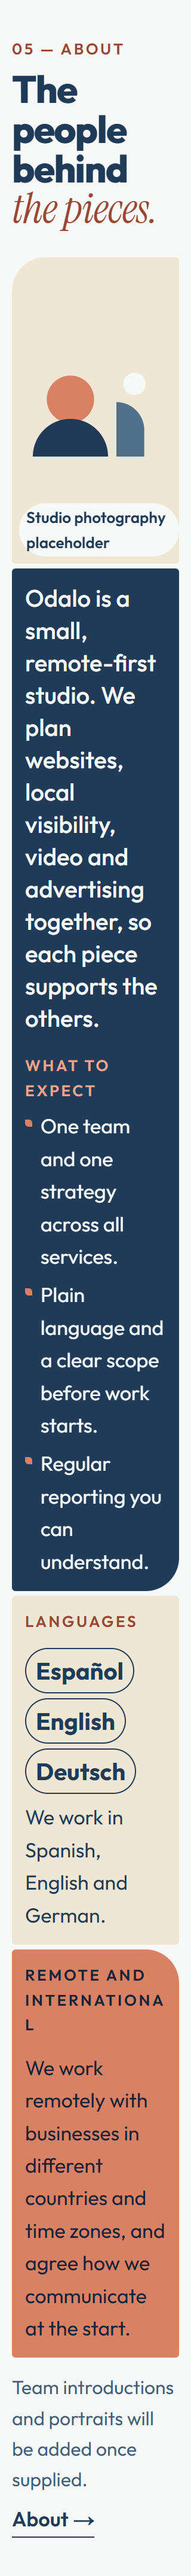 05 — ABOUT
The
people
behind
the pieces.
Studio photography
placeholder
Odalo is a
small,
remote-first
studio. We
plan
websites,
local
visibility,
video and
advertising
together, so
each piece
supports the
others.
WHAT TO
EXPECT
One team
and one
strategy
across all
services.
Plain
language and
a clear scope
before work
starts.
Regular
reporting you
can
understand.
LANGUAGES
Español
English
Deutsch
We work in
Spanish,
English and
German.
REMOTE AND
INTERNATIONA
L
We work
remotely with
businesses in
different
countries and
time zones, and
agree how we
communicate
at the start.
Team introductions
and portraits will
be added once
supplied.
About →